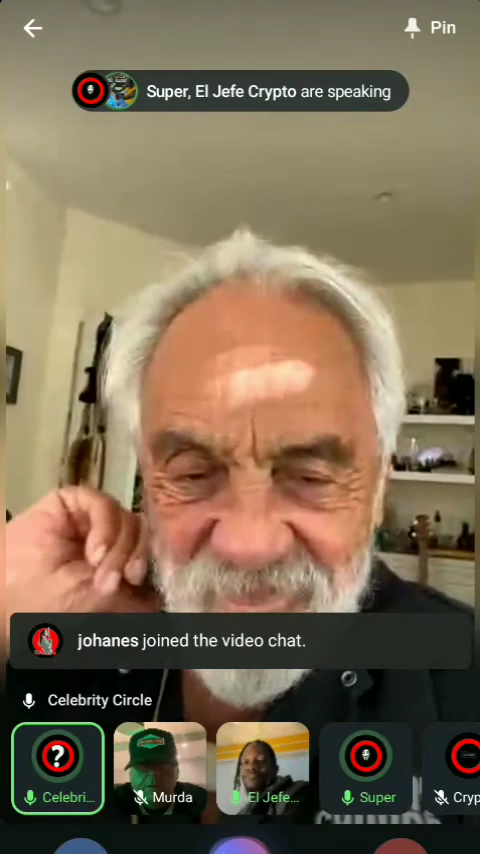 Pin
Super, El Jefe Crypto are speaking
johanes joined the video chat.
Celebrity Circle
?
Celebri...
Murda
El Jefe...
Super
Cryp